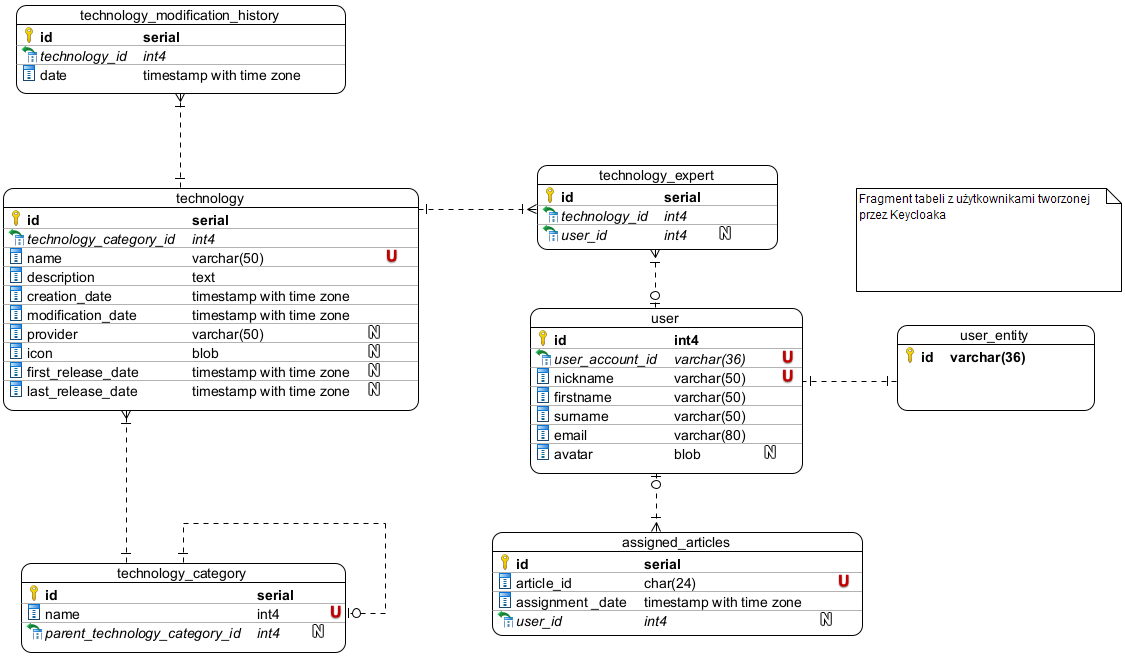 technology_modification_history
id serial
technology_id int4
date timestamp with time zone
technology
id serial
technology_category_id int4
name varchar(50) U
description text
creation_date timestamp with time zone
modification_date timestamp with time zone
provider varchar(50) N
icon blob N
first_release_date timestamp with time zone N
last_release_date timestamp with time zone N
technology_expert
id serial
technology_id int4
user_id int4 N
Fragment tabeli z użytkownikami tworzonej
przez Keycloaka
user
id int4
user_account_id varchar(36) U
nickname varchar(50) U
firstname varchar(50)
surname varchar(50)
email varchar(80)
avatar blob N
user_entity
id varchar(36)
technology_category
id serial
name int4 U
parent_technology_category_id int4 N
assigned_articles
id serial
article_id char(24) U
assignment _date timestamp with time zone
user_id int4 N